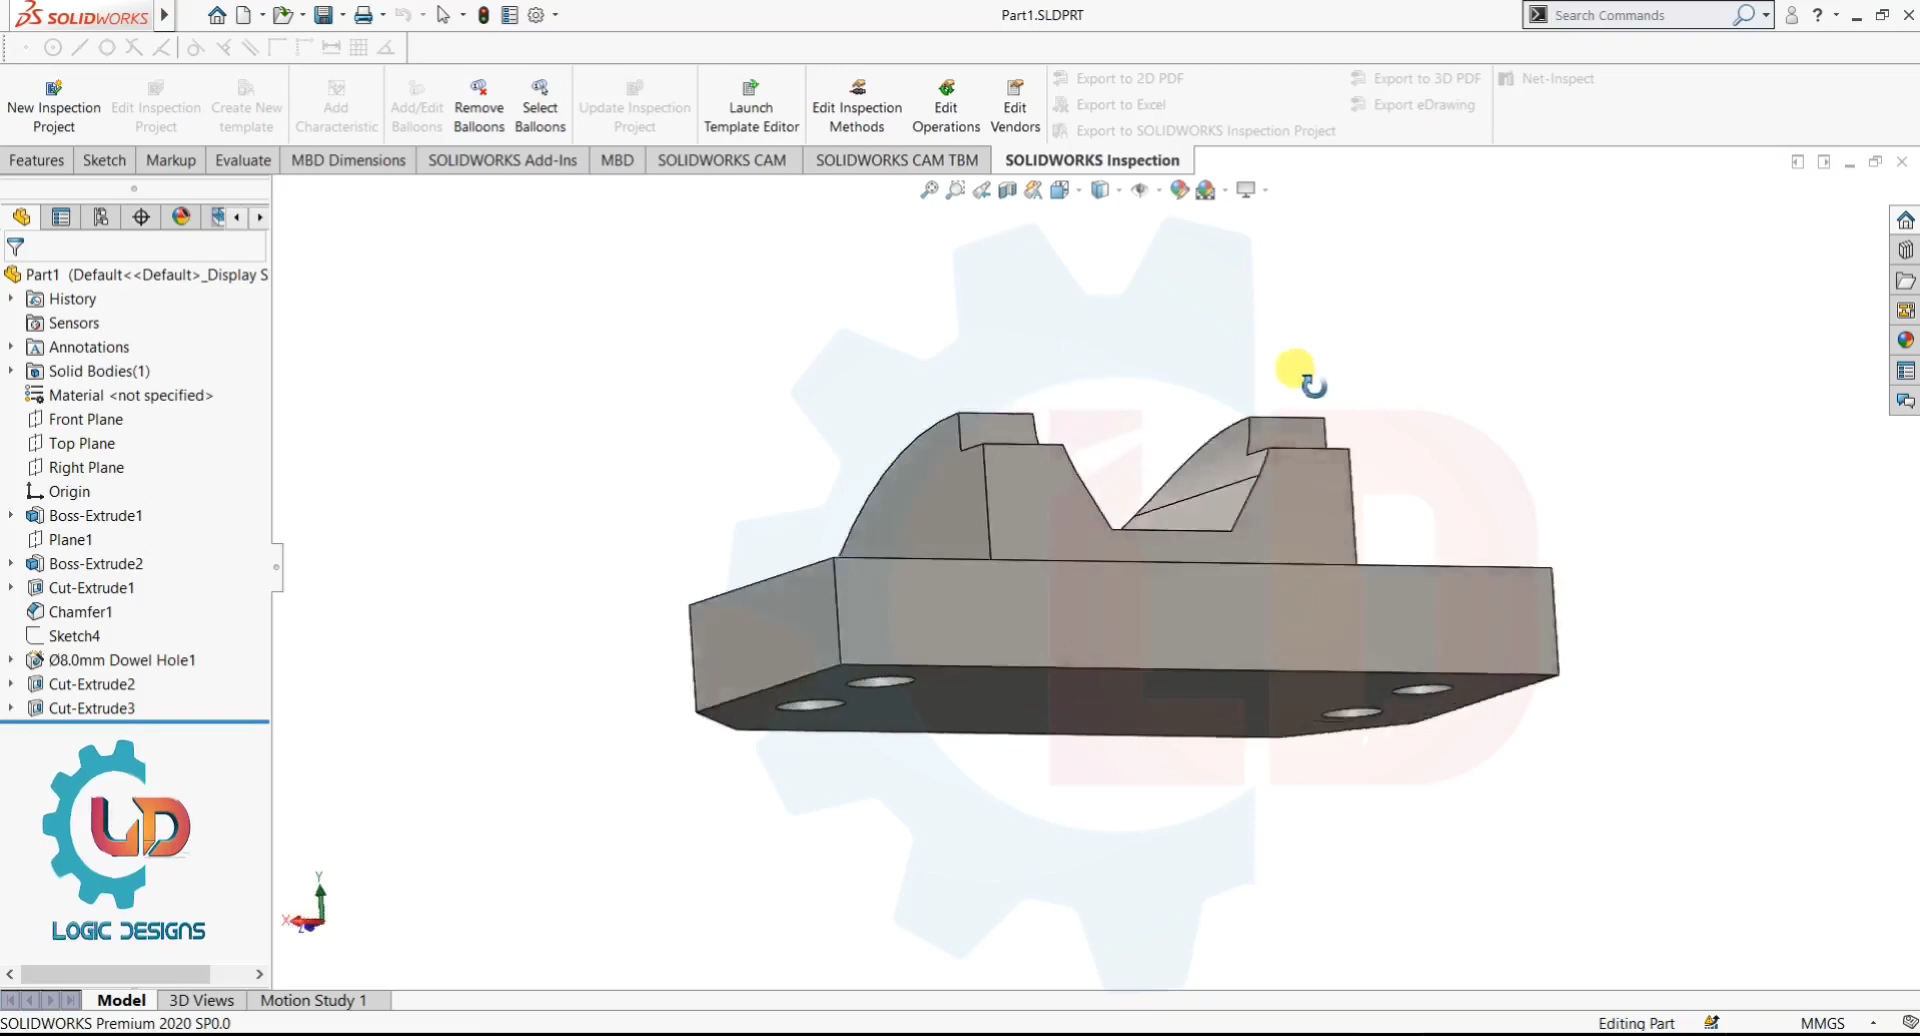 SOLIDWORKS
Part1.SLDPRT
Search Commands
?
New Inspection
Project
Edit Inspection
Project
Create New
template
Add
Characteristic
Add/Edit
Balloons
Remove
Balloons
Select
Balloons
Update Inspection
Project
Launch
Template Editor
Edit Inspection
Methods
Edit
Operations
Edit
Vendors
Export to 2D PDF
Export to Excel
Export to SOLIDWORKS Inspection Project
Export to 3D PDF
Export eDrawing
Net-Inspect
Features
Sketch
Markup
Evaluate
MBD Dimensions
SOLIDWORKS Add-Ins
MBD
SOLIDWORKS CAM
SOLIDWORKS CAM TBM
SOLIDWORKS Inspection
Part1 (Default<<Default>_Display S
History
Sensors
Annotations
Solid Bodies(1)
Material <not specified>
Front Plane
Top Plane
Right Plane
Origin
Boss-Extrude1
Plane1
Boss-Extrude2
Cut-Extrude1
Chamfer1
Sketch4
Ø8.0mm Dowel Hole1
Cut-Extrude2
Cut-Extrude3
LD
LOGIC DESIGNS
Y
X
Z
LD
Model
3D Views
Motion Study 1
SOLIDWORKS Premium 2020 SP0.0
Editing Part
MMGS